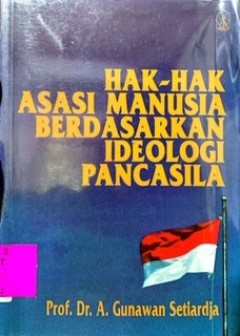 HAK-HAK
ASASI MANUSIA
BERDASARKAN
IDEOLOGI
PANCASILA
Prof. Dr. A. Gunawan Setiardja